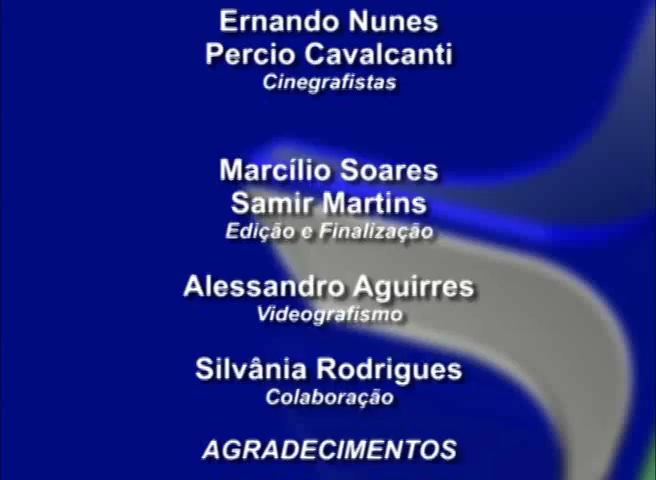 Ernando Nunes
Percio Cavalcanti
Cinegrafistas
Marcílio Soares
Samir Martins
Edição e Finalização
Alessandro Aguirres
Videografismo
Silvânia Rodrigues
Colaboração
AGRADECIMENTOS